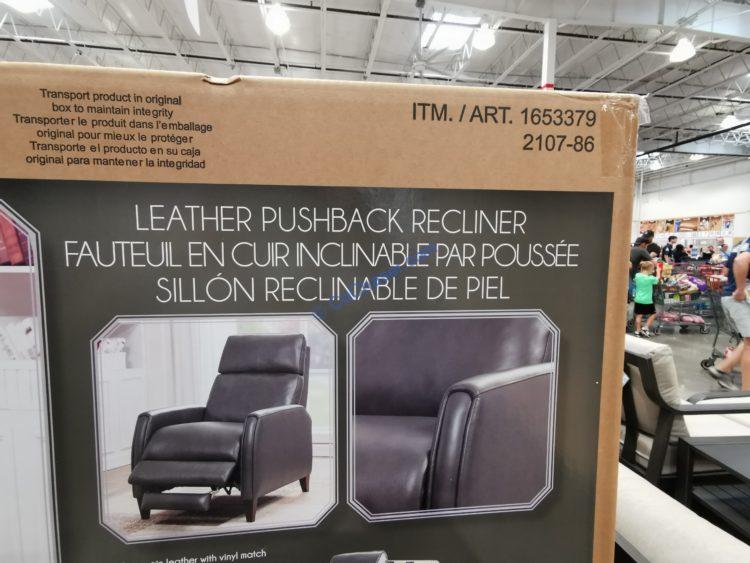 Transport product in original
box to maintain integrity
Transporter le produit dans l'emballage
original pour mieux le protéger
Transporte el producto en su caja
original para mantener la integridad
ITM. / ART. 1653379
2107-86
LEATHER PUSHBACK RECLINER
FAUTEUIL EN CUIR INCLINABLE PAR POUSSÉE
SILLÓN RECLINABLE DE PIEL
leather with vinyl match